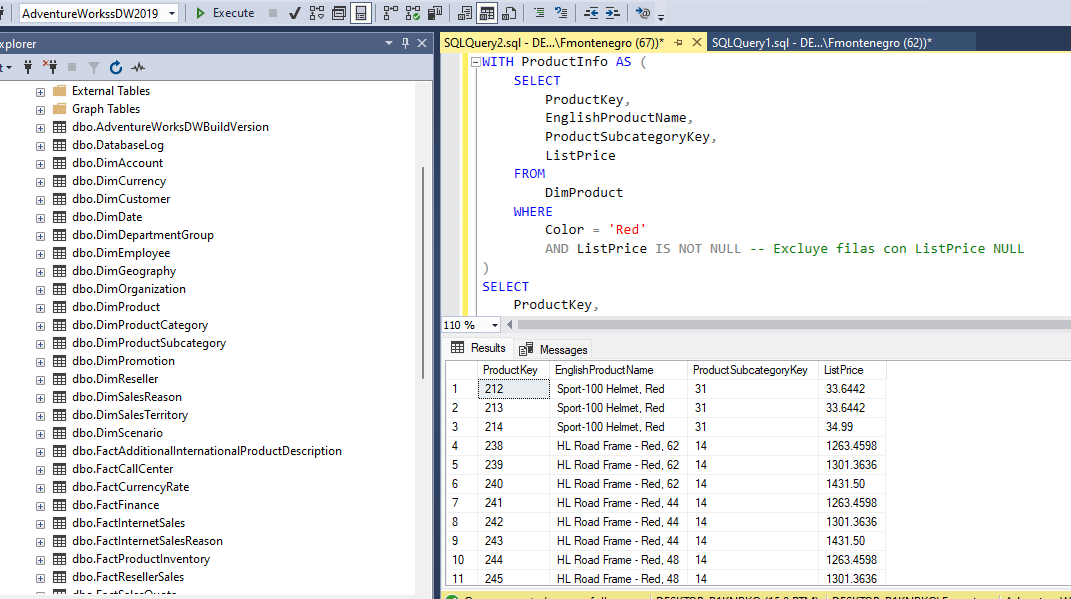 AdventureWorkssDW2019
Execute
xplorer
External Tables
Graph Tables
dbo.AdventureWorksDWBuildVersion
dbo.DatabaseLog
dbo.DimAccount
dbo.DimCurrency
dbo.DimCustomer
dbo.DimDate
dbo.DimDepartmentGroup
dbo.DimEmployee
dbo.DimGeography
dbo.DimOrganization
dbo.DimProduct
dbo.DimProductCategory
dbo.DimProductSubcategory
dbo.DimPromotion
dbo.DimReseller
dbo.DimSalesReason
dbo.DimSalesTerritory
dbo.DimScenario
dbo.FactAdditionalInternationalProductDescription
dbo.FactCallCenter
dbo.FactCurrencyRate
dbo.FactFinance
dbo.FactInternetSales
dbo.FactInternetSalesReason
dbo.FactProductInventory
dbo.FactResellerSales
SQLQuery2.sql - DE...\Fmontenegro (67))* SQLQuery1.sql - DE...\Fmontenegro (62))*
WITH ProductInfo AS (
SELECT
ProductKey,
EnglishProductName,
ProductSubcategoryKey,
ListPrice
FROM
DimProduct
WHERE
Color = 'Red'
AND ListPrice IS NOT NULL -- Excluye filas con ListPrice NULL
)
SELECT
ProductKey,
110 %
Results Messages
ProductKey EnglishProductName ProductSubcategoryKey ListPrice
1 212 Sport-100 Helmet, Red 31 33.6442
2 213 Sport-100 Helmet, Red 31 33.6442
3 214 Sport-100 Helmet, Red 31 34.99
4 238 HL Road Frame - Red, 62 14 1263.4598
5 239 HL Road Frame - Red, 62 14 1301.3636
6 240 HL Road Frame - Red, 62 14 1431.50
7 241 HL Road Frame - Red, 44 14 1263.4598
8 242 HL Road Frame - Red, 44 14 1301.3636
9 243 HL Road Frame - Red, 44 14 1431.50
10 244 HL Road Frame - Red, 48 14 1263.4598
11 245 HL Road Frame - Red, 48 14 1301.3636